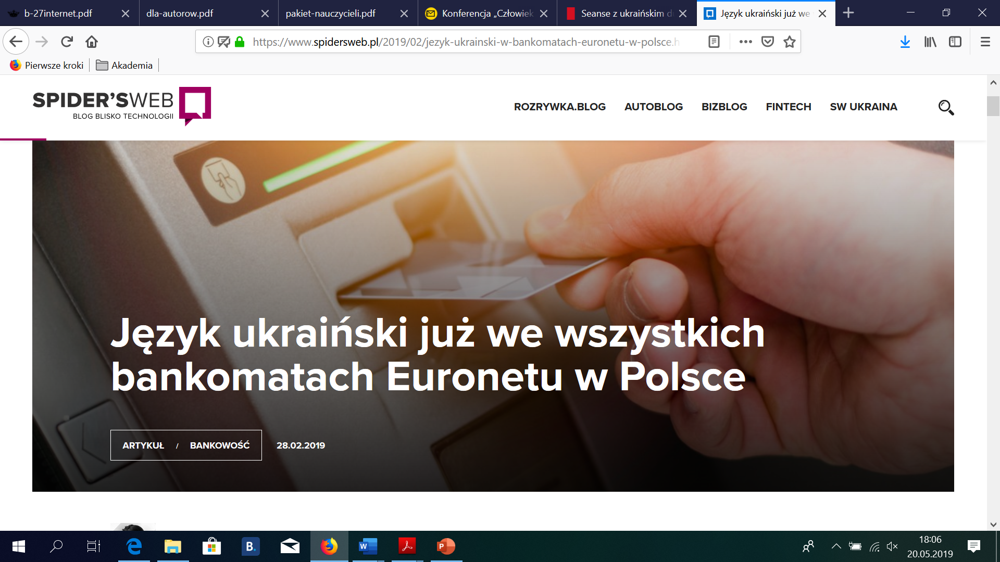 b-27internet.pdf
dla-autorow.pdf
pakiet-nauczycieli.pdf
Konferencja „Człowiek
Seanse z ukraińskim d
Język ukraiński już we
https://www.spidersweb.pl/2019/02/jezyk-ukrainski-w-bankomatach-euronetu-w-polsce.h
Pierwsze kroki
Akademia
SPIDER'SWEB
BLOG BLISKO TECHNOLOGII
ROZRYWKA.BLOG
AUTOBLOG
BIZBLOG
FINTECH
SW UKRAINA
Język ukraiński już we wszystkich
bankomatach Euronetu w Polsce
ARTYKUŁ / BANKOWOŚĆ
28.02.2019
B.
W
P
18:06
20.05.2019